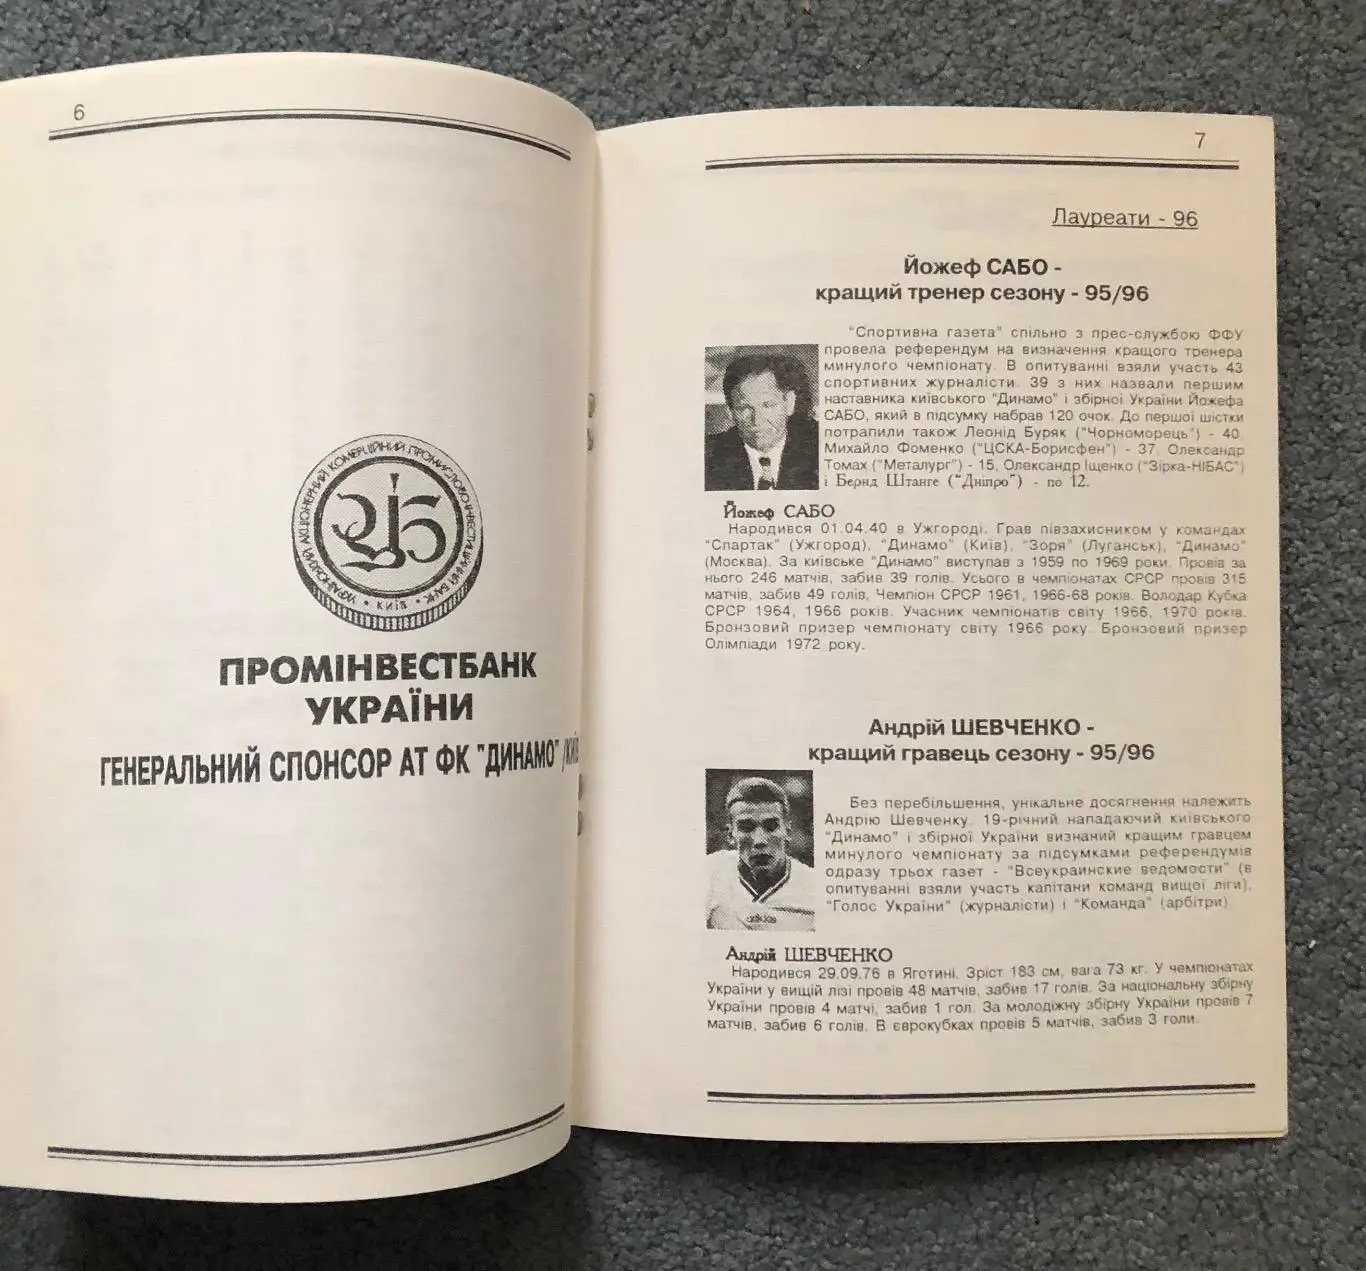 6
УКРАЇНСЬКИЙ АКЦІОНЕРНИЙ КОМЕРЦІЙНИЙ ПРОМИСЛОВО-ІНВЕСТИЦІЙНИЙ БАНК
• КИЇВ •
ПРОМІНВЕСТБАНК
УКРАЇНИ
ГЕНЕРАЛЬНИЙ СПОНСОР АТ ФК "ДИНАМО"
7
Лауреати - 96
Йожеф САБО -
кращий тренер сезону - 95/96
"Спортивна газета" спільно з прес-службою ФФУ
провела референдум на визначення кращого тренера
минулого чемпіонату. В опитуванні взяли участь 43
спортивних журналісти. 39 з них назвали першим
наставника київського "Динамо" і збірної України Йожефа
САБО, який в підсумку набрав 120 очок. До першої шістки
потрапили також Леонід Буряк ("Чорноморець") - 40,
Михайло Фоменко ("ЦСКА-Борисфен") - 37, Олександр
Томах ("Металург") - 15, Олександр Іщенко ("Зірка-НІБАС")
і Бернд Штанге ("Дніпро") - по 12.
Йожеф САБО
Народився 01.04.40 в Ужгороді. Грав півзахисником у командах
"Спартак" (Ужгород), "Динамо" (Київ), "Зоря" (Луганськ), "Динамо"
(Москва). За київське "Динамо" виступав з 1959 по 1969 роки. Провів за
нього 246 матчів, забив 39 голів. Усього в чемпіонатах СРСР провів 315
матчів, забив 49 голів, Чемпіон СРСР 1961, 1966-68 років. Володар Кубка
СРСР 1964, 1966 років. Учасник чемпіонатів світу 1966, 1970 років.
Бронзовий призер чемпіонату світу 1966 року. Бронзовий призер
Олімпіади 1972 року.
Андрій ШЕВЧЕНКО -
кращий гравець сезону - 95/96
Без перебільшення, унікальне досягнення належить
Андрію Шевченку. 19-річний нападаючий київського
"Динамо" і збірної України визнаний кращим гравцем
минулого чемпіонату за підсумками референдумів
одразу трьох газет - "Всеукраинские ведомости" (в
опитуванні взяли участь капітани команд вищої ліги),
"Голос України" (журналісти) і "Команда" (арбітри)
adidas
Андрій ШЕВЧЕНКО
Народився 29.09.76 в Яготині. Зріст 183 см, вага 73 кг. У чемпіонатах
України у вищій лізі провів 48 матчів, забив 17 голів. За національну збірну
України провів 4 матчі, забив 1 гол. За молодіжну збірну України провів 7
матчів, забив 6 голів. В єврокубках провів 5 матчів, забив 3 голи.